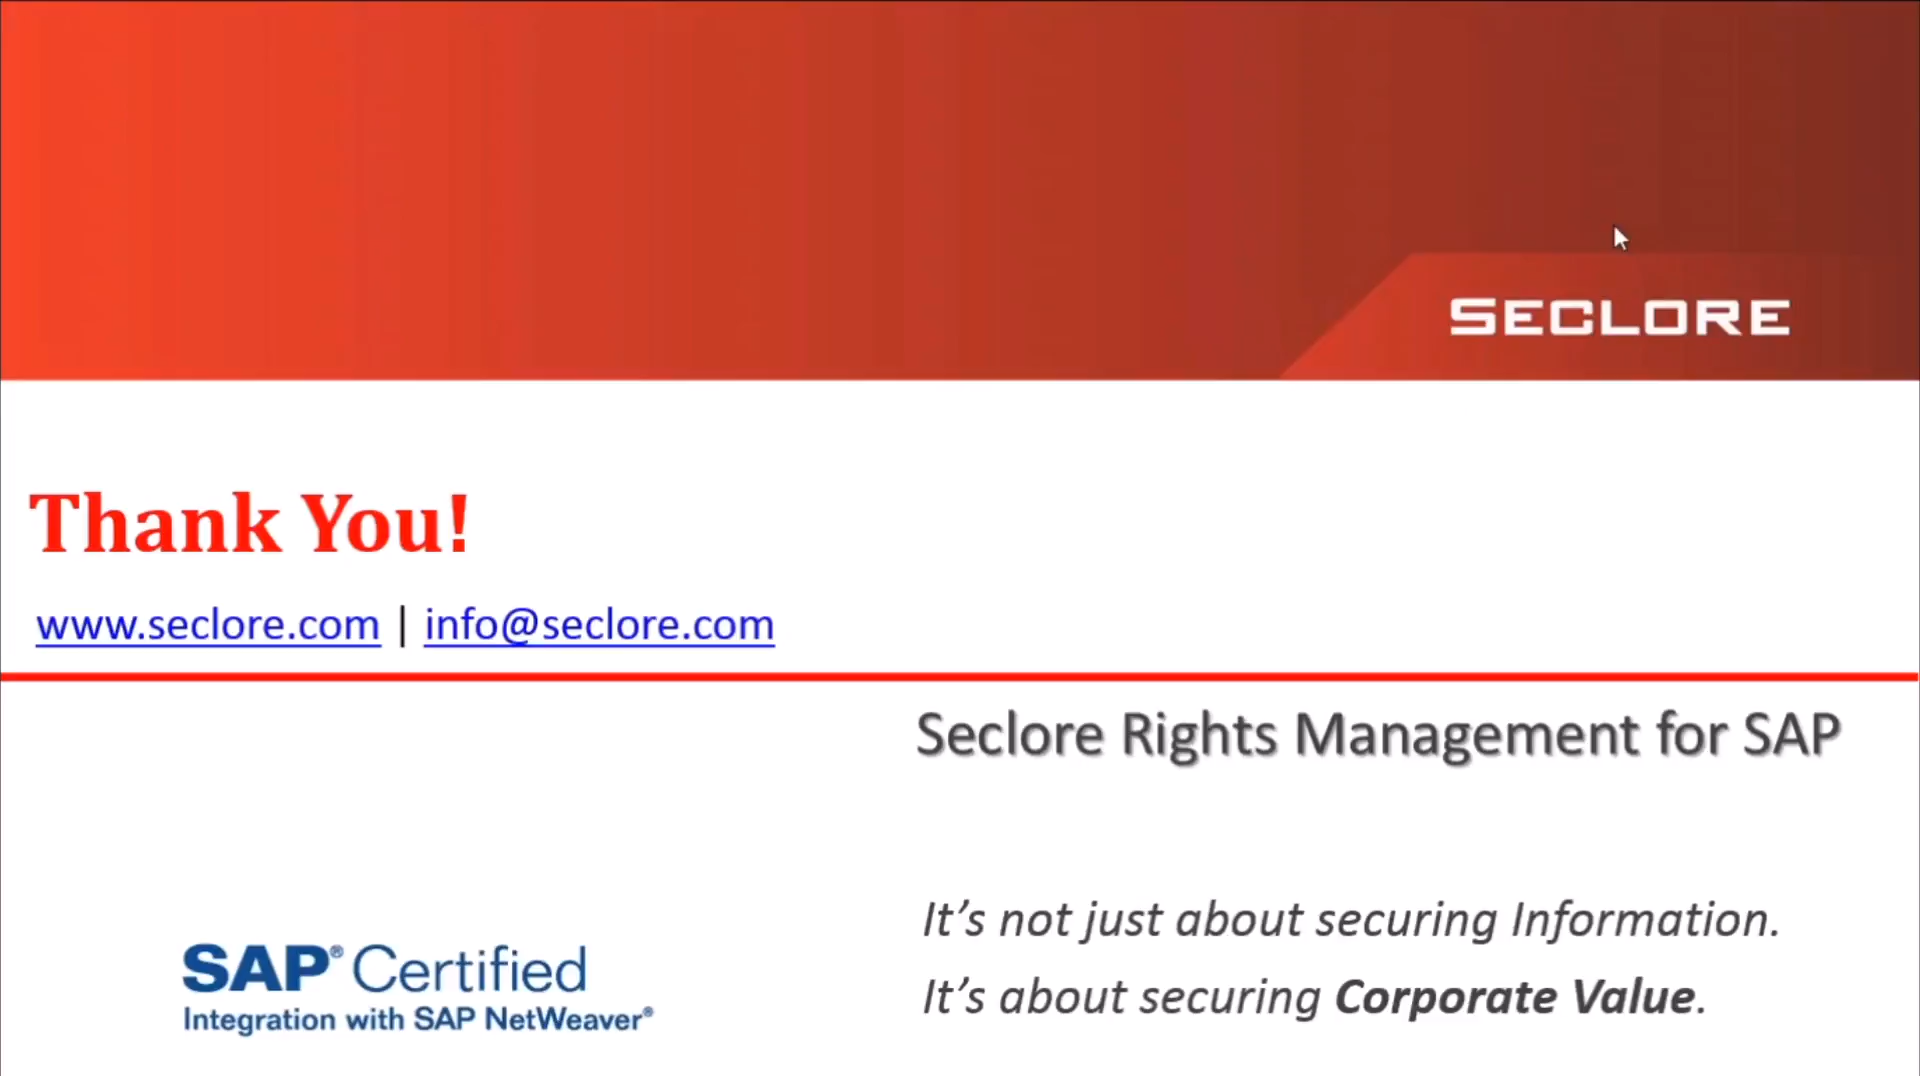 SECLORE
Thank You!
www.seclore.com | info@seclore.com
Seclore Rights Management for SAP
It’s not just about securing Information.
It’s about securing Corporate Value.
SAP® Certified
Integration with SAP NetWeaver®